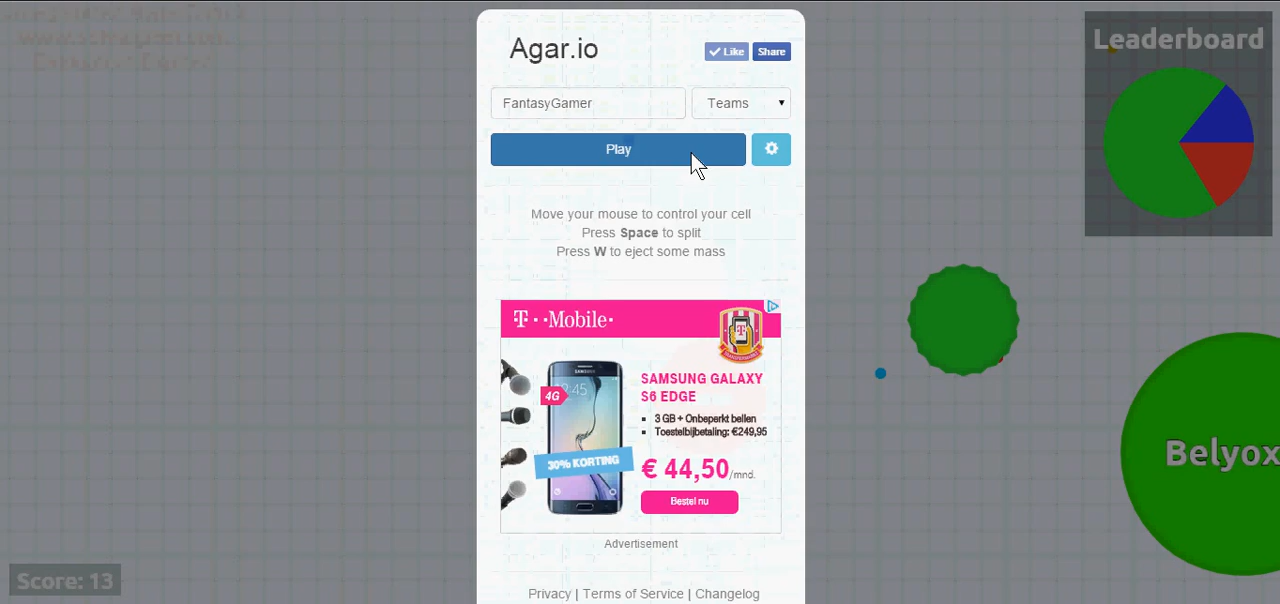 Agar.io
Like Share
FantasyGamer Teams
Play
Move your mouse to control your cell
Press Space to split
Press W to eject some mass
T··Mobile·
SAMSUNG GALAXY
S6 EDGE
4G
3 GB + Onbeperkt bellen
Toestelbijbetaling: €249,95
30% KORTING
€ 44,50/mnd.
Bestel nu
Advertisement
Privacy | Terms of Service | Changelog
Leaderboard
Belyox
Score: 13